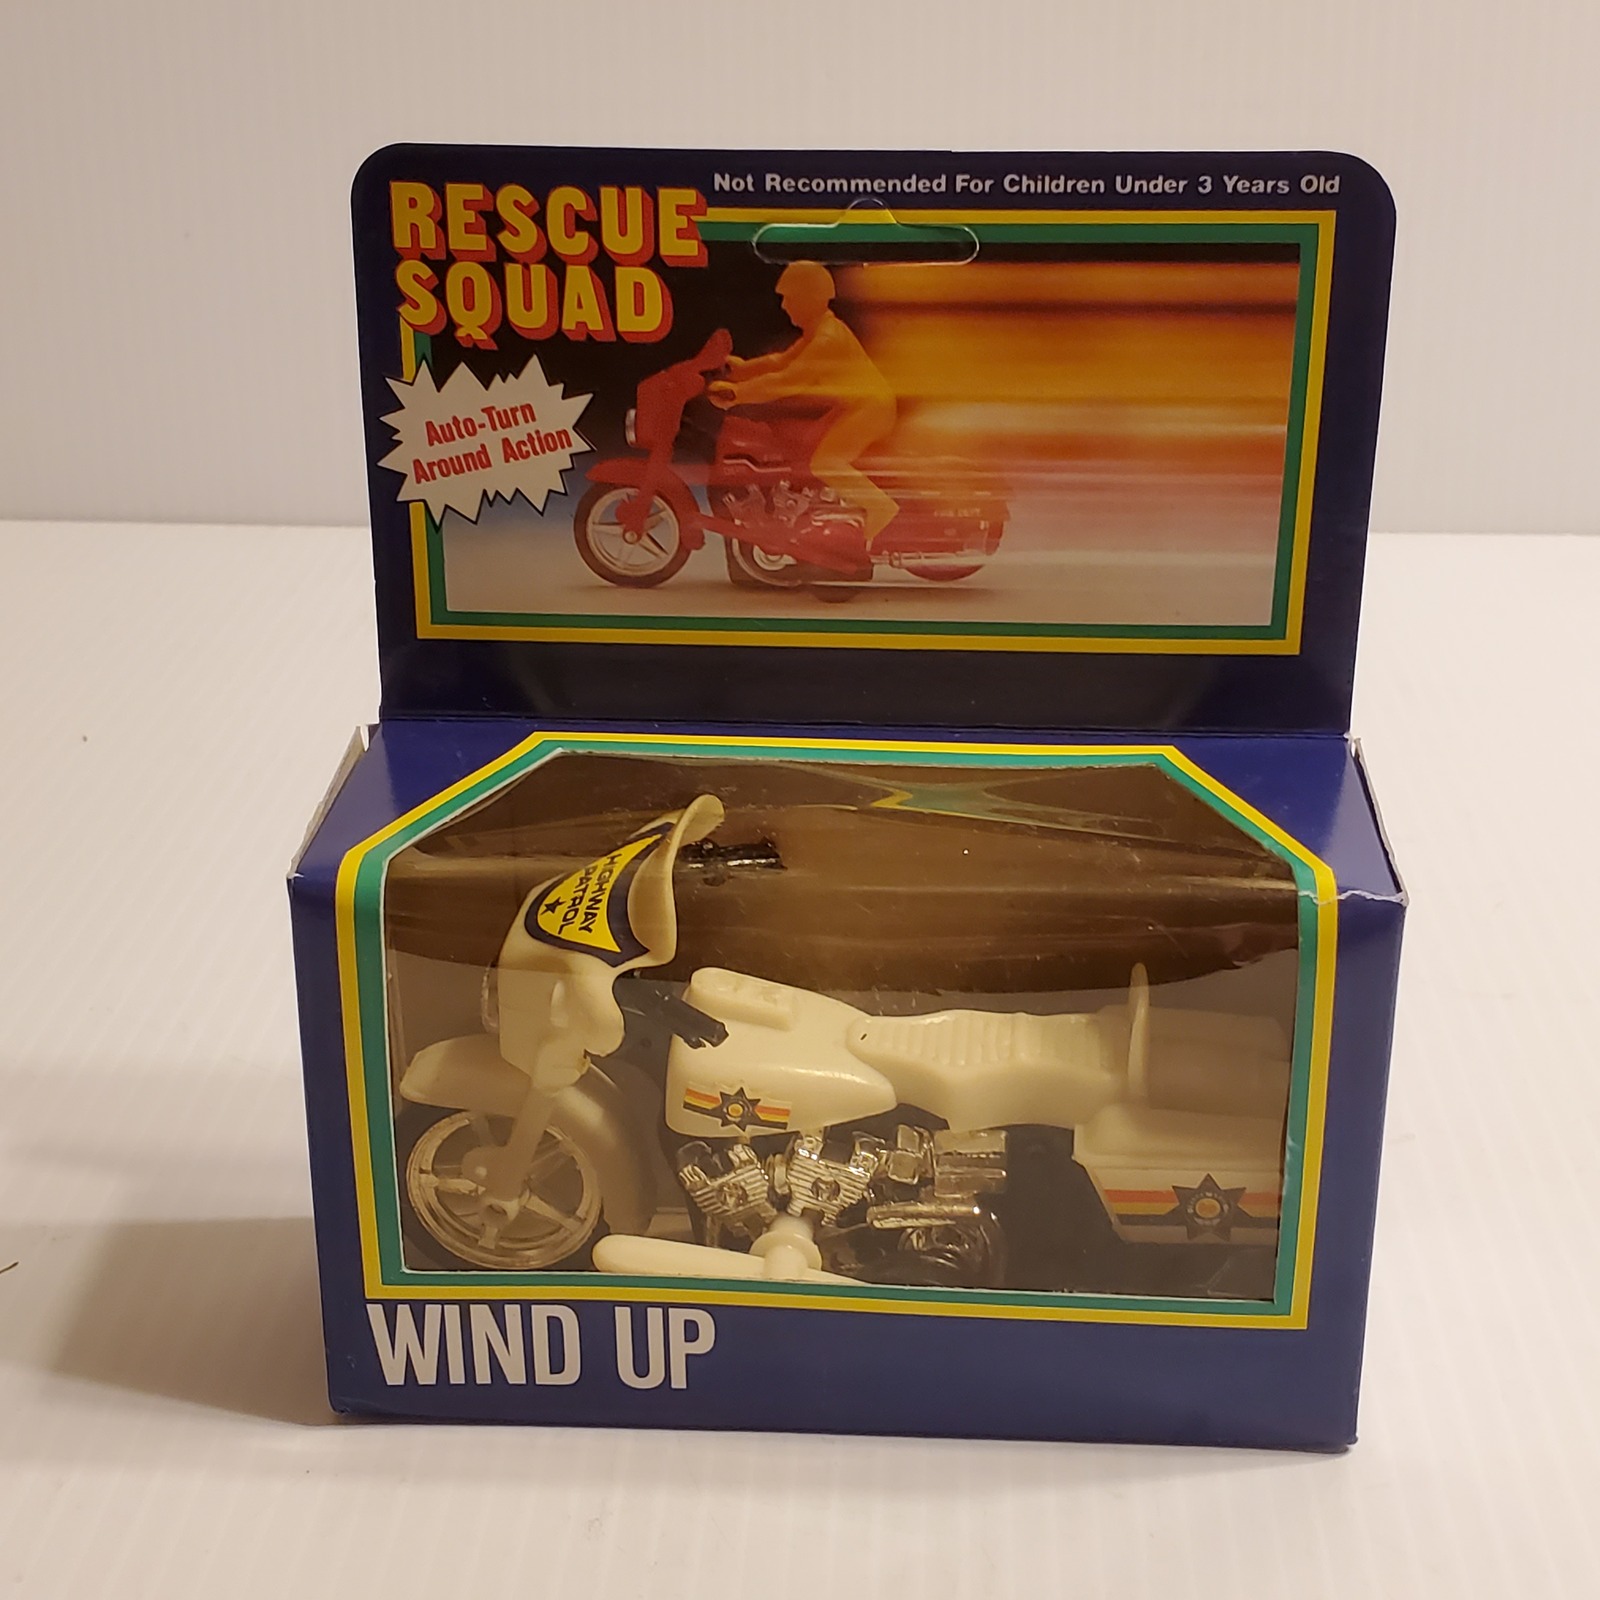 RESCUE
SQUAD
Not Recommended For Children Under 3 Years Old
Auto-Turn
Around Action
HIGHWAY
PATROL
WIND UP